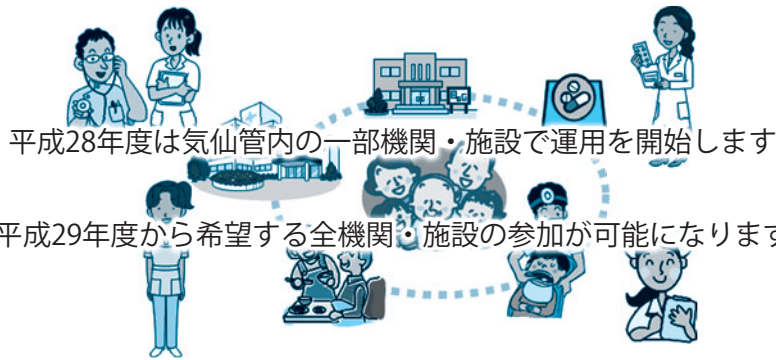 平成28年度は気仙管内の一部機関・施設で運用を開始します
平成29年度から希望する全機関・施設の参加が可能になります